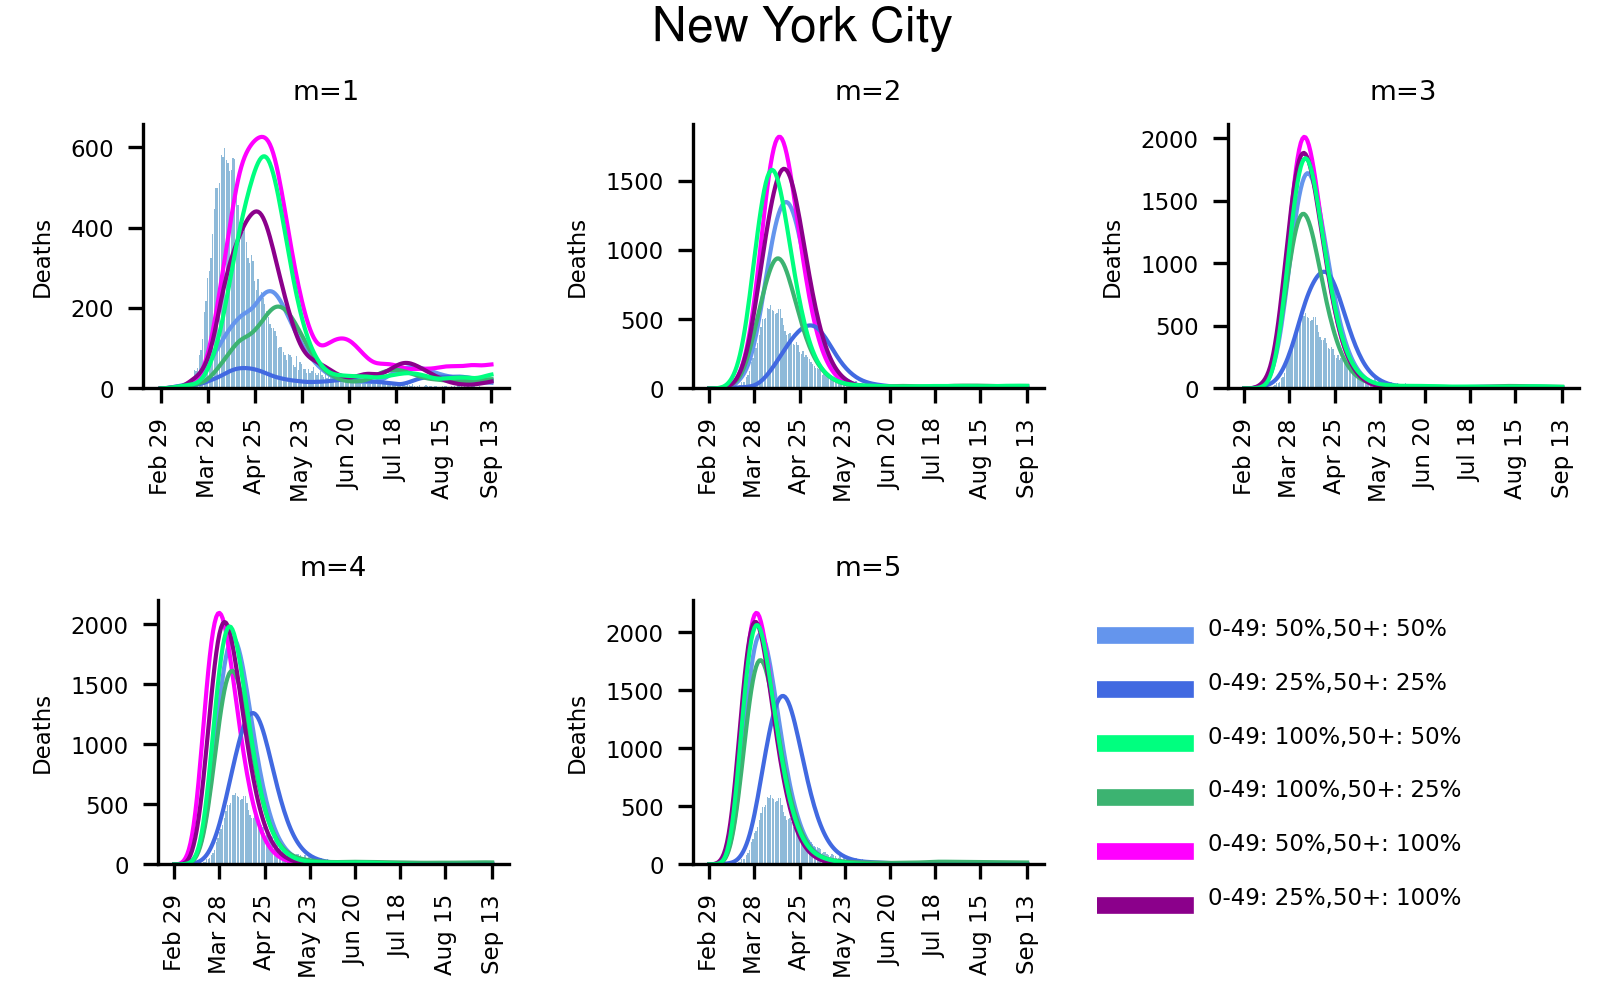 New York City
m=1
m=2
m=3
600
400
200
0
Deaths
Feb 29
Mar 28
Apr 25
May 23
Jun 20
Jul 18
Aug 15
Sep 13
1500
1000
500
0
Deaths
Feb 29
Mar 28
Apr 25
May 23
Jun 20
Jul 18
Aug 15
Sep 13
2000
1500
1000
500
0
Deaths
Feb 29
Mar 28
Apr 25
May 23
Jun 20
Jul 18
Aug 15
Sep 13
m=4
m=5
2000
1500
1000
500
0
Deaths
Feb 29
Mar 28
Apr 25
May 23
Jun 20
Jul 18
Aug 15
Sep 13
2000
1500
1000
500
0
Deaths
Feb 29
Mar 28
Apr 25
May 23
Jun 20
Jul 18
Aug 15
Sep 13
0-49: 50%,50+: 50%
0-49: 25%,50+: 25%
0-49: 100%,50+: 50%
0-49: 100%,50+: 25%
0-49: 50%,50+: 100%
0-49: 25%,50+: 100%